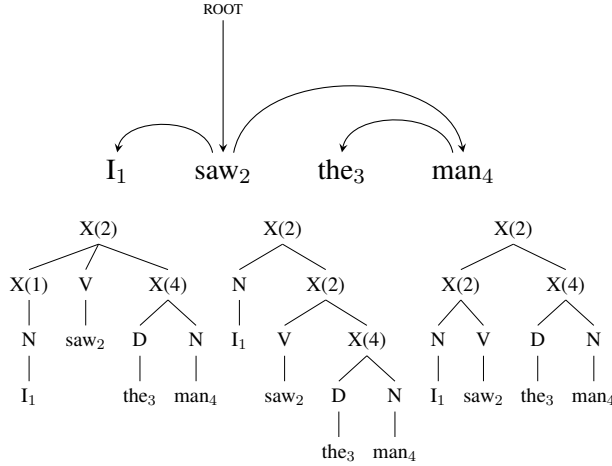 ROOT
I₁ saw₂ the₃ man₄
X(2) X(2) X(2)
X(1) V X(4) N X(2) X(2) X(4)
N saw₂ D N I₁ V X(4) N V D N
I₁ the₃ man₄ saw₂ D N I₁ saw₂ the₃ man₄
the₃ man₄